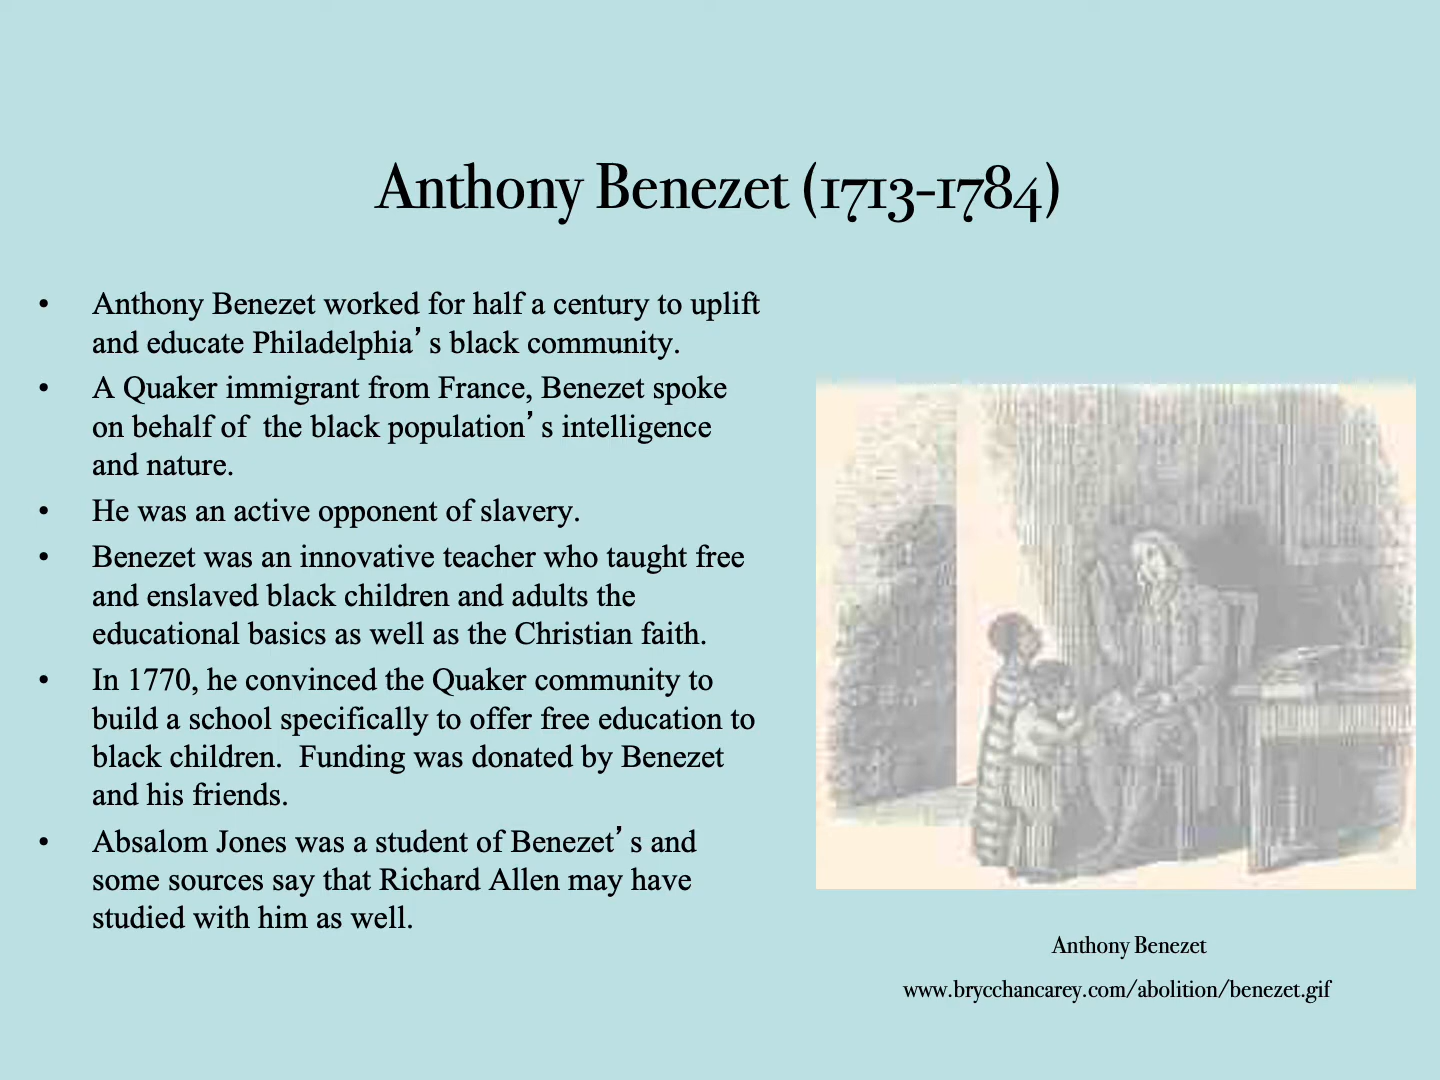 Anthony Benezet (1713-1784)
• Anthony Benezet worked for half a century to uplift
and educate Philadelphia’s black community.
• A Quaker immigrant from France, Benezet spoke
on behalf of  the black population’s intelligence
and nature.
• He was an active opponent of slavery.
• Benezet was an innovative teacher who taught free
and enslaved black children and adults the
educational basics as well as the Christian faith.
• In 1770, he convinced the Quaker community to
build a school specifically to offer free education to
black children.  Funding was donated by Benezet
and his friends.
• Absalom Jones was a student of Benezet’s and
some sources say that Richard Allen may have
studied with him as well.
Anthony Benezet
www.brycchancarey.com/abolition/benezet.gif